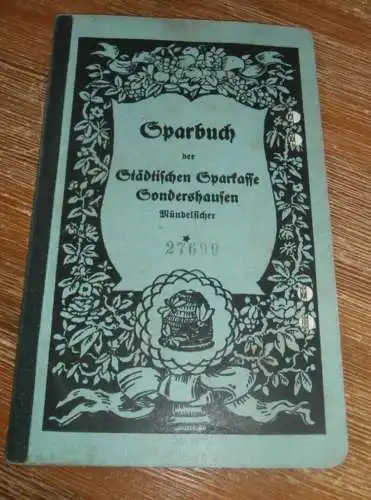 Sparbuch
der
Städtischen Sparkasse
Sondershausen
Mündelsicher
27699